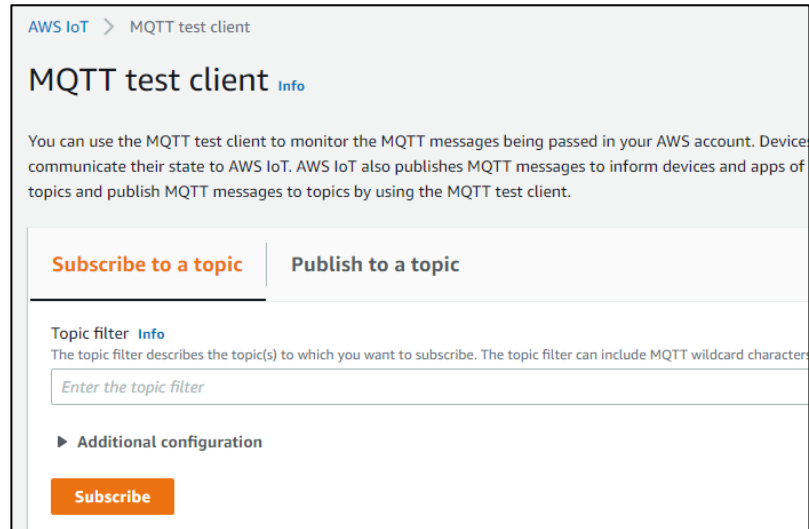 AWS IoT > MQTT test client
MQTT test client Info
You can use the MQTT test client to monitor the MQTT messages being passed in your AWS account. Devices
communicate their state to AWS IoT. AWS IoT also publishes MQTT messages to inform devices and apps of
topics and publish MQTT messages to topics by using the MQTT test client.
Subscribe to a topic Publish to a topic
Topic filter Info
The topic filter describes the topic(s) to which you want to subscribe. The topic filter can include MQTT wildcard characters
Enter the topic filter
Additional configuration
Subscribe